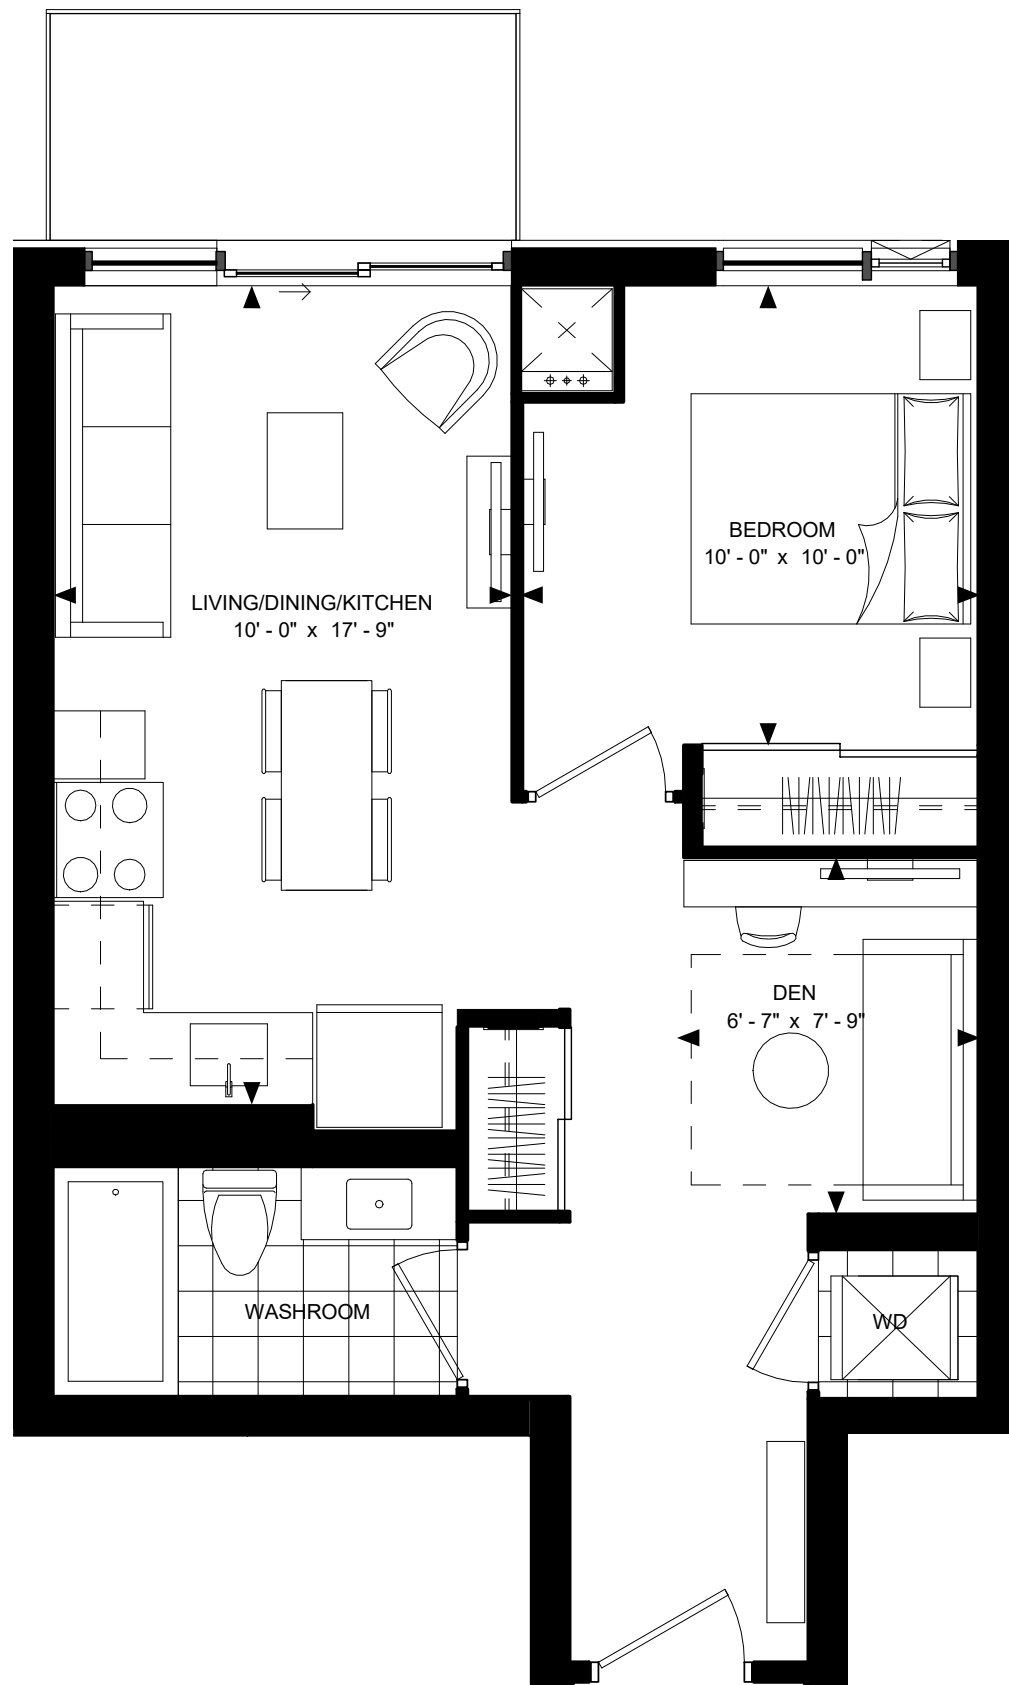 BEDROOM
10' - 0" x 10' - 0"
LIVING/DINING/KITCHEN
10' - 0" x 17' - 9"
DEN
6' - 7" x 7' - 9"
WASHROOM
WD